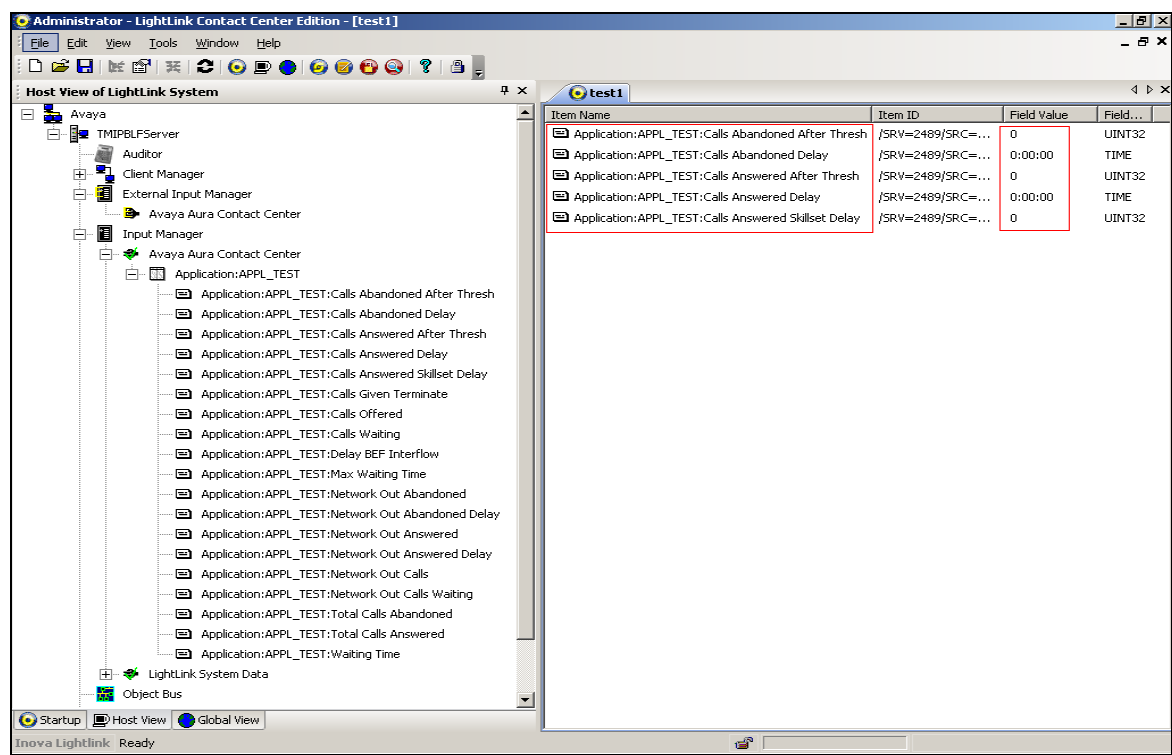 Administrator - LightLink Contact Center Edition - [test1]
File Edit View Tools Window Help
Host View of LightLink System
Avaya
TMIPBLFServer
Auditor
Client Manager
External Input Manager
Avaya Aura Contact Center
Input Manager
Avaya Aura Contact Center
Application:APPL_TEST
Application:APPL_TEST:Calls Abandoned After Thresh
Application:APPL_TEST:Calls Abandoned Delay
Application:APPL_TEST:Calls Answered After Thresh
Application:APPL_TEST:Calls Answered Delay
Application:APPL_TEST:Calls Answered Skillset Delay
Application:APPL_TEST:Calls Given Terminate
Application:APPL_TEST:Calls Offered
Application:APPL_TEST:Calls Waiting
Application:APPL_TEST:Delay BEF Interflow
Application:APPL_TEST:Max Waiting Time
Application:APPL_TEST:Network Out Abandoned
Application:APPL_TEST:Network Out Abandoned Delay
Application:APPL_TEST:Network Out Answered
Application:APPL_TEST:Network Out Answered Delay
Application:APPL_TEST:Network Out Calls
Application:APPL_TEST:Network Out Calls Waiting
Application:APPL_TEST:Total Calls Abandoned
Application:APPL_TEST:Total Calls Answered
Application:APPL_TEST:Waiting Time
LightLink System Data
Object Bus
Startup Host View Global View
test1
Item Name Item ID Field Value Field...
Application:APPL_TEST:Calls Abandoned After Thresh /SRV=2489/SRC=... 0 UINT32
Application:APPL_TEST:Calls Abandoned Delay /SRV=2489/SRC=... 0:00:00 TIME
Application:APPL_TEST:Calls Answered After Thresh /SRV=2489/SRC=... 0 UINT32
Application:APPL_TEST:Calls Answered Delay /SRV=2489/SRC=... 0:00:00 TIME
Application:APPL_TEST:Calls Answered Skillset Delay /SRV=2489/SRC=... 0 UINT32
Inova Lightlink Ready